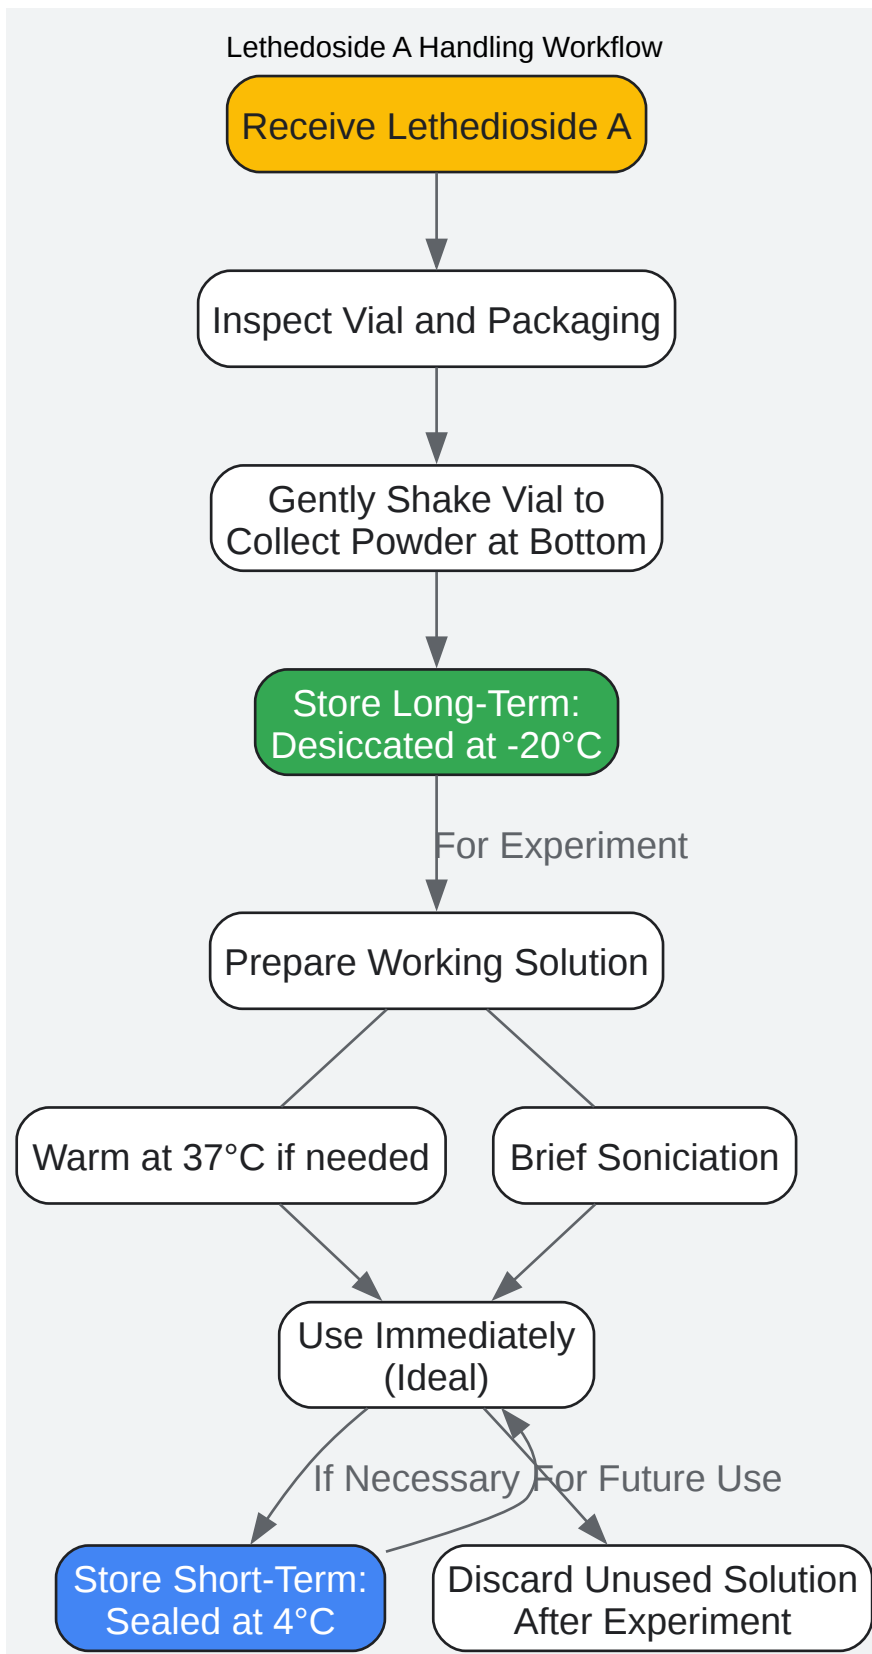 Lethedoside A Handling Workflow
Receive Lethedioside A
Inspect Vial and Packaging
Gently Shake Vial to
Collect Powder at Bottom
Store Long-Term:
Desiccated at -20°C
For Experiment
Prepare Working Solution
Warm at 37°C if needed
Brief Soniciation
Use Immediately
(Ideal)
If Necessary
For Future Use
Store Short-Term:
Sealed at 4°C
Discard Unused Solution
After Experiment